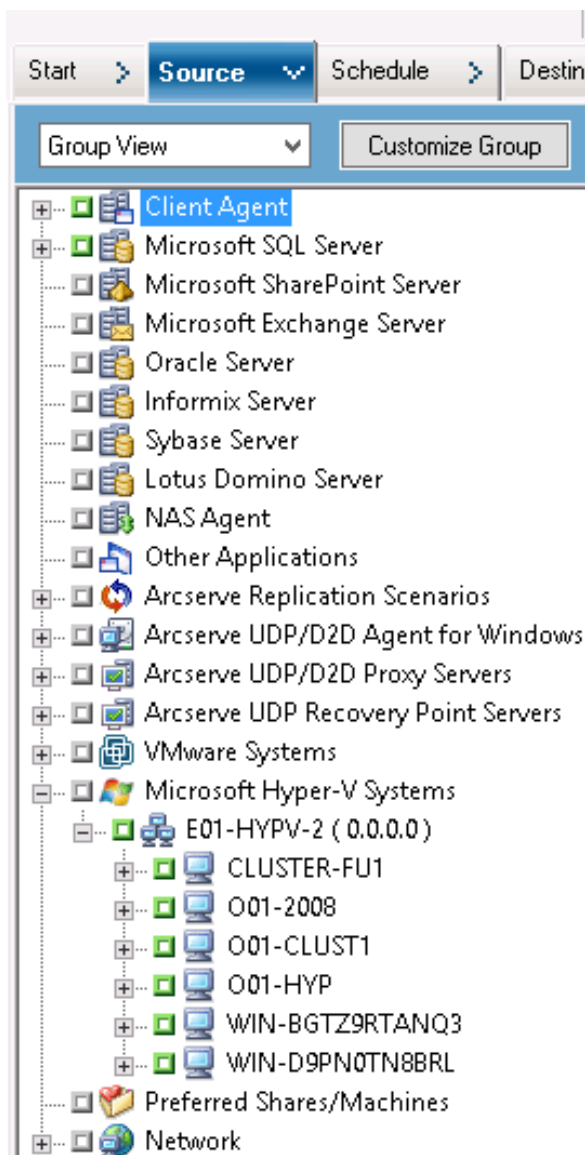 Start Source Schedule Destin
Group View Customize Group
Client Agent
Microsoft SQL Server
Microsoft SharePoint Server
Microsoft Exchange Server
Oracle Server
Informix Server
Sybase Server
Lotus Domino Server
NAS Agent
Other Applications
Arcserve Replication Scenarios
Arcserve UDP/D2D Agent for Windows
Arcserve UDP/D2D Proxy Servers
Arcserve UDP Recovery Point Servers
VMware Systems
Microsoft Hyper-V Systems
E01-HYPV-2 ( 0.0.0.0 )
CLUSTER-FU1
O01-2008
O01-CLUST1
O01-HYP
WIN-BGTZ9RTANQ3
WIN-D9PN0TN8BRL
Preferred Shares/Machines
Network